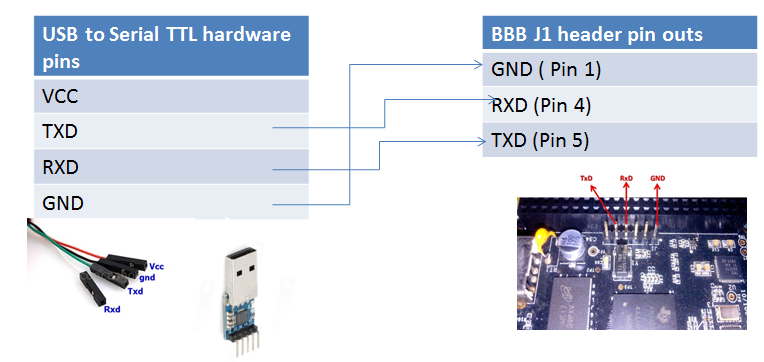 USB to Serial TTL hardware
pins
VCC
TXD
RXD
GND
BBB J1 header pin outs
GND ( Pin 1)
RXD (Pin 4)
TXD (Pin 5)
Vcc
gnd
Txd
Rxd
TxD RxD GND
C34